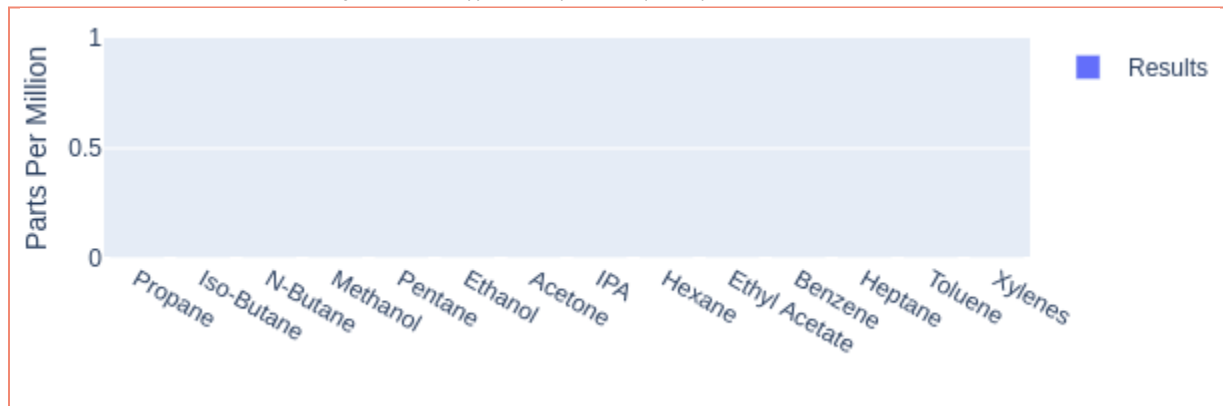 1
Results
Parts Per Million
0.5
0
Propane
Iso-Butane
N-Butane
Methanol
Pentane
Ethanol
Acetone
IPA
Hexane
Ethyl Acetate
Benzene
Heptane
Toluene
Xylenes